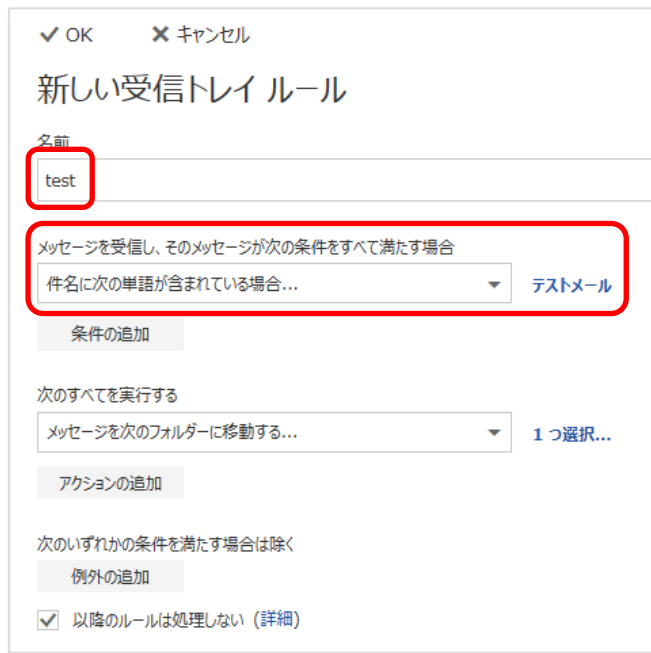 OK キャンセル
新しい受信トレイ ルール
名前
test
メッセージを受信し、そのメッセージが次の条件をすべて満たす場合
件名に次の単語が含まれている場合... テストメール
条件の追加
次のすべてを実行する
メッセージを次のフォルダーに移動する... 1 つ選択...
アクションの追加
次のいずれかの条件を満たす場合は除く
例外の追加
以降のルールは処理しない (詳細)